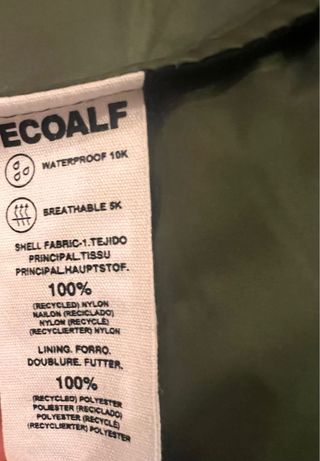 ECOALF
WATERPROOF 10K
BREATHABLE 5K
SHELL FABRIC-1.TEJIDO
PRINCIPAL.TISSU
PRINCIPAL.HAUPTSTOF.
100%
(RECYCLED) NYLON
NAILON (RECICLADO)
NYLON (RECYCLÉ)
(RECYCLIERTER) NYLON
LINING. FORRO.
DOUBLURE. FUTTER.
100%
(RECYCLED) POLYESTER
POLIESTER (RECICLADO)
POLYESTER (RECYCLÉ)
(RECYCLIERTER) POLYESTER